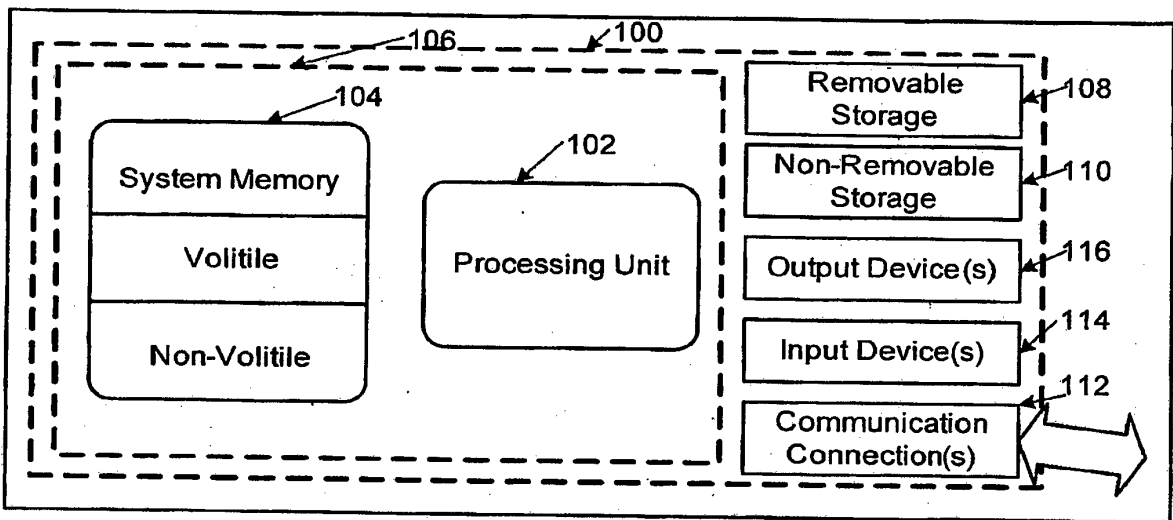 100
106
104
System Memory
Volitile
Non-Volitile
102
Processing Unit
Removable
Storage
108
Non-Removable
Storage
110
Output Device(s)
116
Input Device(s)
114
Communication
Connection(s)
112